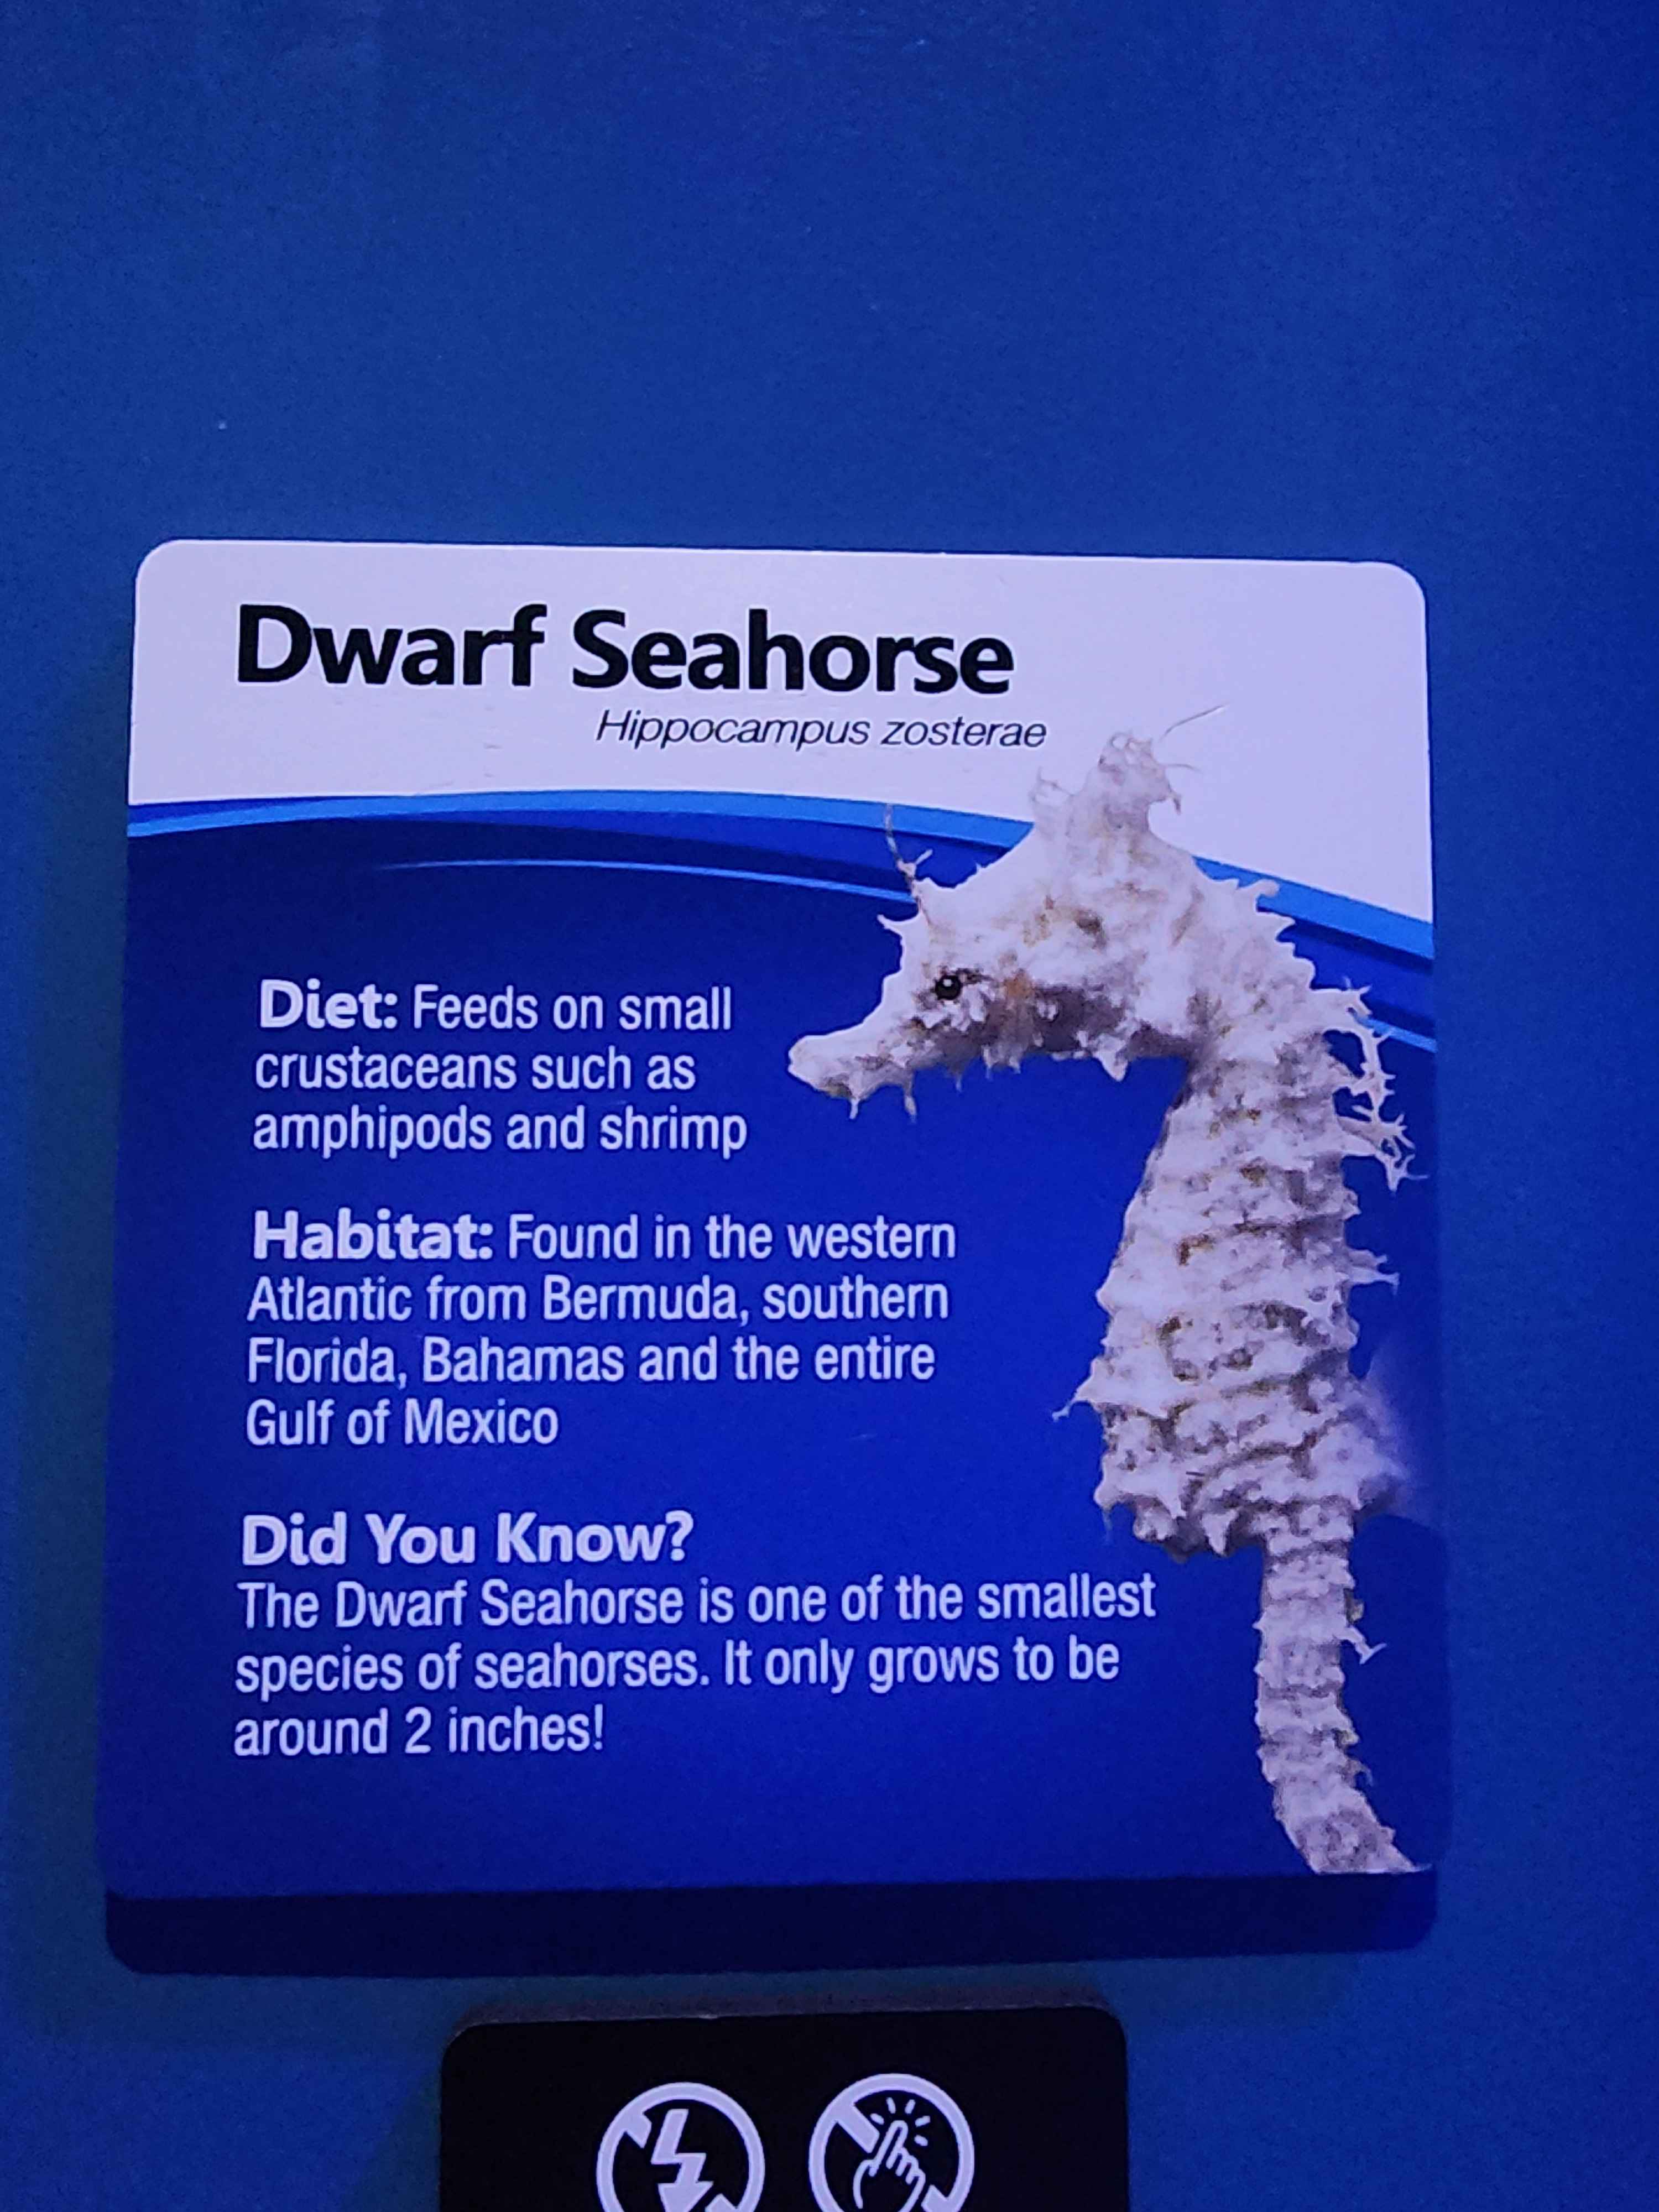 Dwarf Seahorse
Hippocampus zosterae
Diet: Feeds on small
crustaceans such as
amphipods and shrimp
Habitat: Found in the western
Atlantic from Bermuda, southern
Florida, Bahamas and the entire
Gulf of Mexico
Did You Know?
The Dwarf Seahorse is one of the smallest
species of seahorses. It only grows to be
around 2 inches!